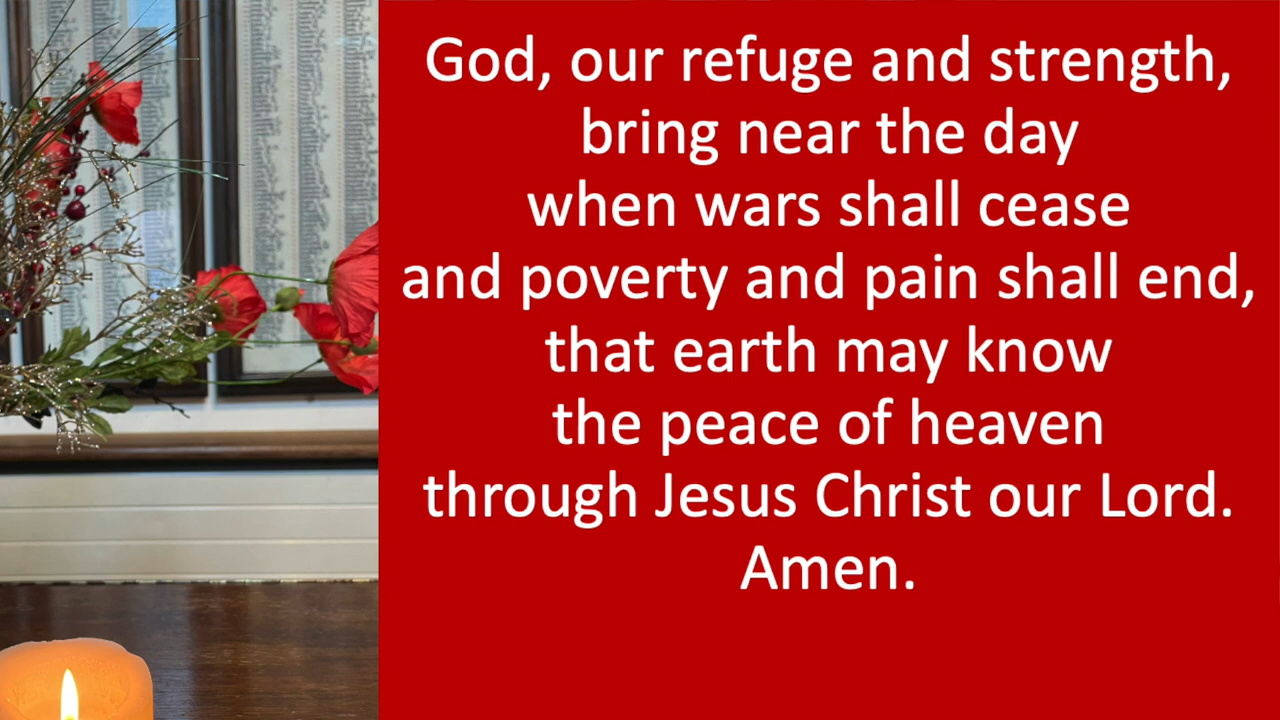 God, our refuge and strength,
bring near the day
when wars shall cease
and poverty and pain shall end,
that earth may know
the peace of heaven
through Jesus Christ our Lord.
Amen.